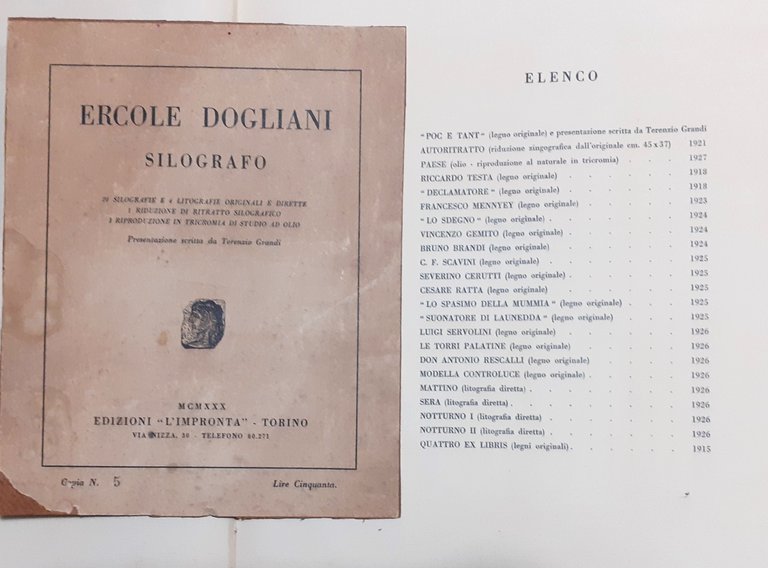 ERCOLE DOGLIANI
SILOGRAFO
20 SILOGRAFIE E 4 LITOGRAFIE ORIGINALI E DIRETTE
1 RIDUZIONE DI RITRATTO SILOGRAFICO
1 RIPRODUZIONE IN TRICROMIA DI STUDIO AD OLIO
Presentazione scritta da Terenzio Grandi
MCMXXX
EDIZIONI "L'IMPRONTA" - TORINO
VIA NIZZA, 30 - TELEFONO 60.271
Copia N. 5
Lire Cinquanta.
ELENCO
"POC E TANT" (legno originale) e presentazione scritta da Terenzio Grandi
AUTORITRATTO (riduzione zingografica dall'originale cm. 45 x 37) 1921
PAESE (olio - riproduzione al naturale in tricromia) . . . 1927
RICCARDO TESTA (legno originale) . . . . . . 1918
"DECLAMATORE" (legno originale) . . . . . . 1918
FRANCESCO MENNYEY (legno originale) . . . . . 1923
"LO SDEGNO" (legno originale) . . . . . . 1924
VINCENZO GEMITO (legno originale) . . . . . . 1924
BRUNO BRANDI (legno originale) . . . . . . 1924
C. F. SCAVINI (legno originale) . . . . . . 1925
SEVERINO CERUTTI (legno originale) . . . . . . 1925
CESARE RATTA (legno originale) . . . . . . 1925
"LO SPASIMO DELLA MUMMIA" (legno originale) . . . 1925
"SUONATORE DI LAUNEDDA" (legno originale) . . . . 1925
LUIGI SERVOLINI (legno originale) . . . . . . 1926
LE TORRI PALATINE (legno originale) . . . . . 1926
DON ANTONIO RESCALLI (legno originale) . . . . 1926
MODELLA CONTROLUCE (legno originale) . . . . . 1926
MATTINO (litografia diretta) . . . . . . 1926
SERA (litografia diretta) . . . . . . . 1926
NOTTURNO I (litografia diretta) . . . . . . 1926
NOTTURNO II (litografia diretta) . . . . . . 1926
QUATTRO EX LIBRIS (legni originali) . . . . . 1915